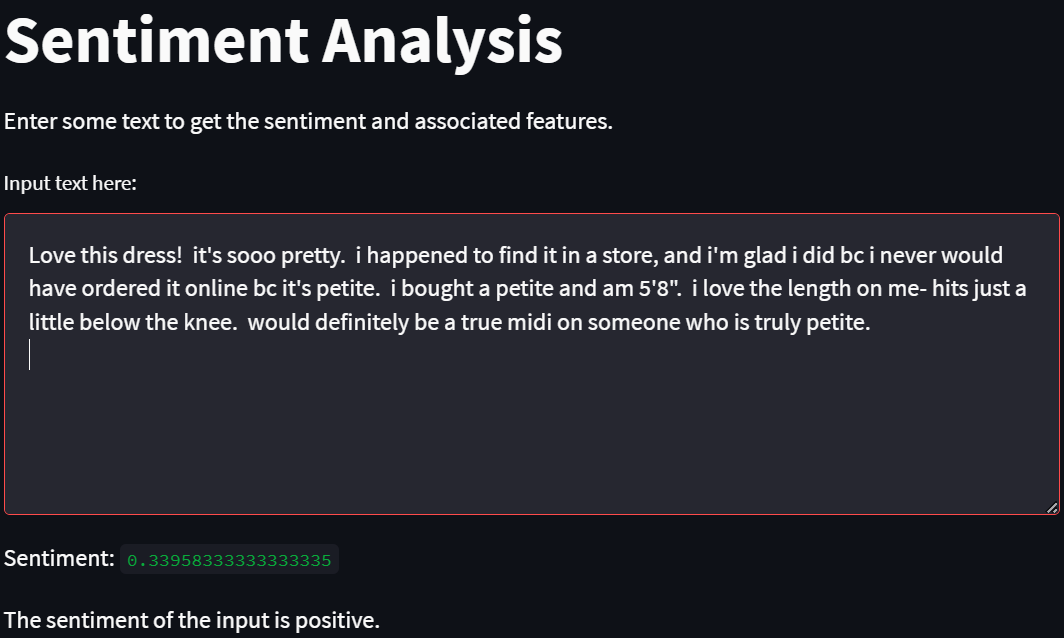 Sentiment Analysis
Enter some text to get the sentiment and associated features.
Input text here:
Love this dress!  it's sooo pretty.  i happened to find it in a store, and i'm glad i did bc i never would
have ordered it online bc it's petite.  i bought a petite and am 5'8".  i love the length on me- hits just a
little below the knee.  would definitely be a true midi on someone who is truly petite.
Sentiment: 0.33958333333333335
The sentiment of the input is positive.